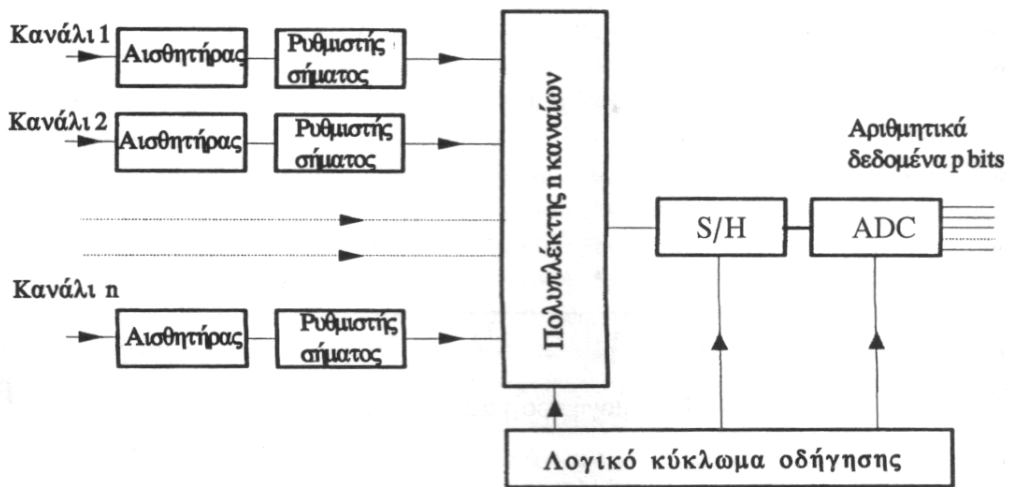 Κανάλι 1
Αισθητήρας
Ρυθμιστής
σήματος
Κανάλι 2
Αισθητήρας
Ρυθμιστής
σήματος
Κανάλι n
Αισθητήρας
Ρυθμιστής
σήματος
Πολυπλέκτης n καναίών
S/H
ADC
Αριθμητικά
δεδομένα p bits
Λογικό κύκλωμα οδήγησης